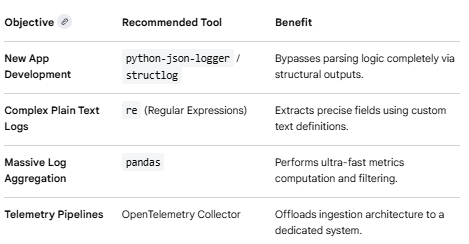 Objective Recommended Tool Benefit
New App Development python-json-logger / structlog Bypasses parsing logic completely via structural outputs.
Complex Plain Text Logs re (Regular Expressions) Extracts precise fields using custom text definitions.
Massive Log Aggregation pandas Performs ultra-fast metrics computation and filtering.
Telemetry Pipelines OpenTelemetry Collector Offloads ingestion architecture to a dedicated system.